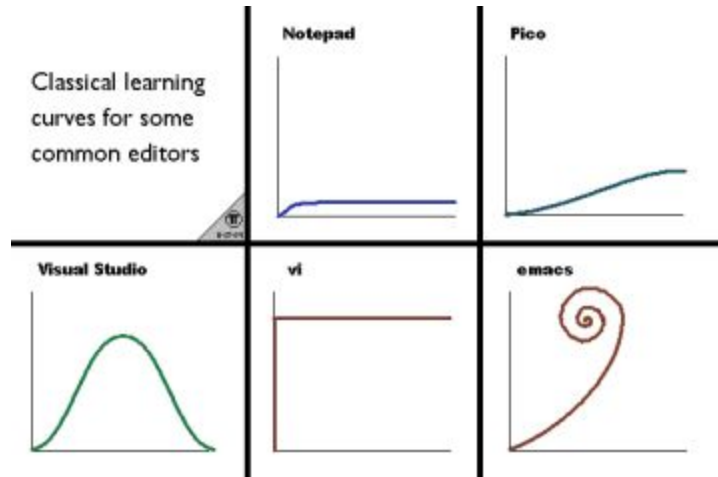 Classical learning
curves for some
common editors
Notepad
Pico
Visual Studio
vi
emacs